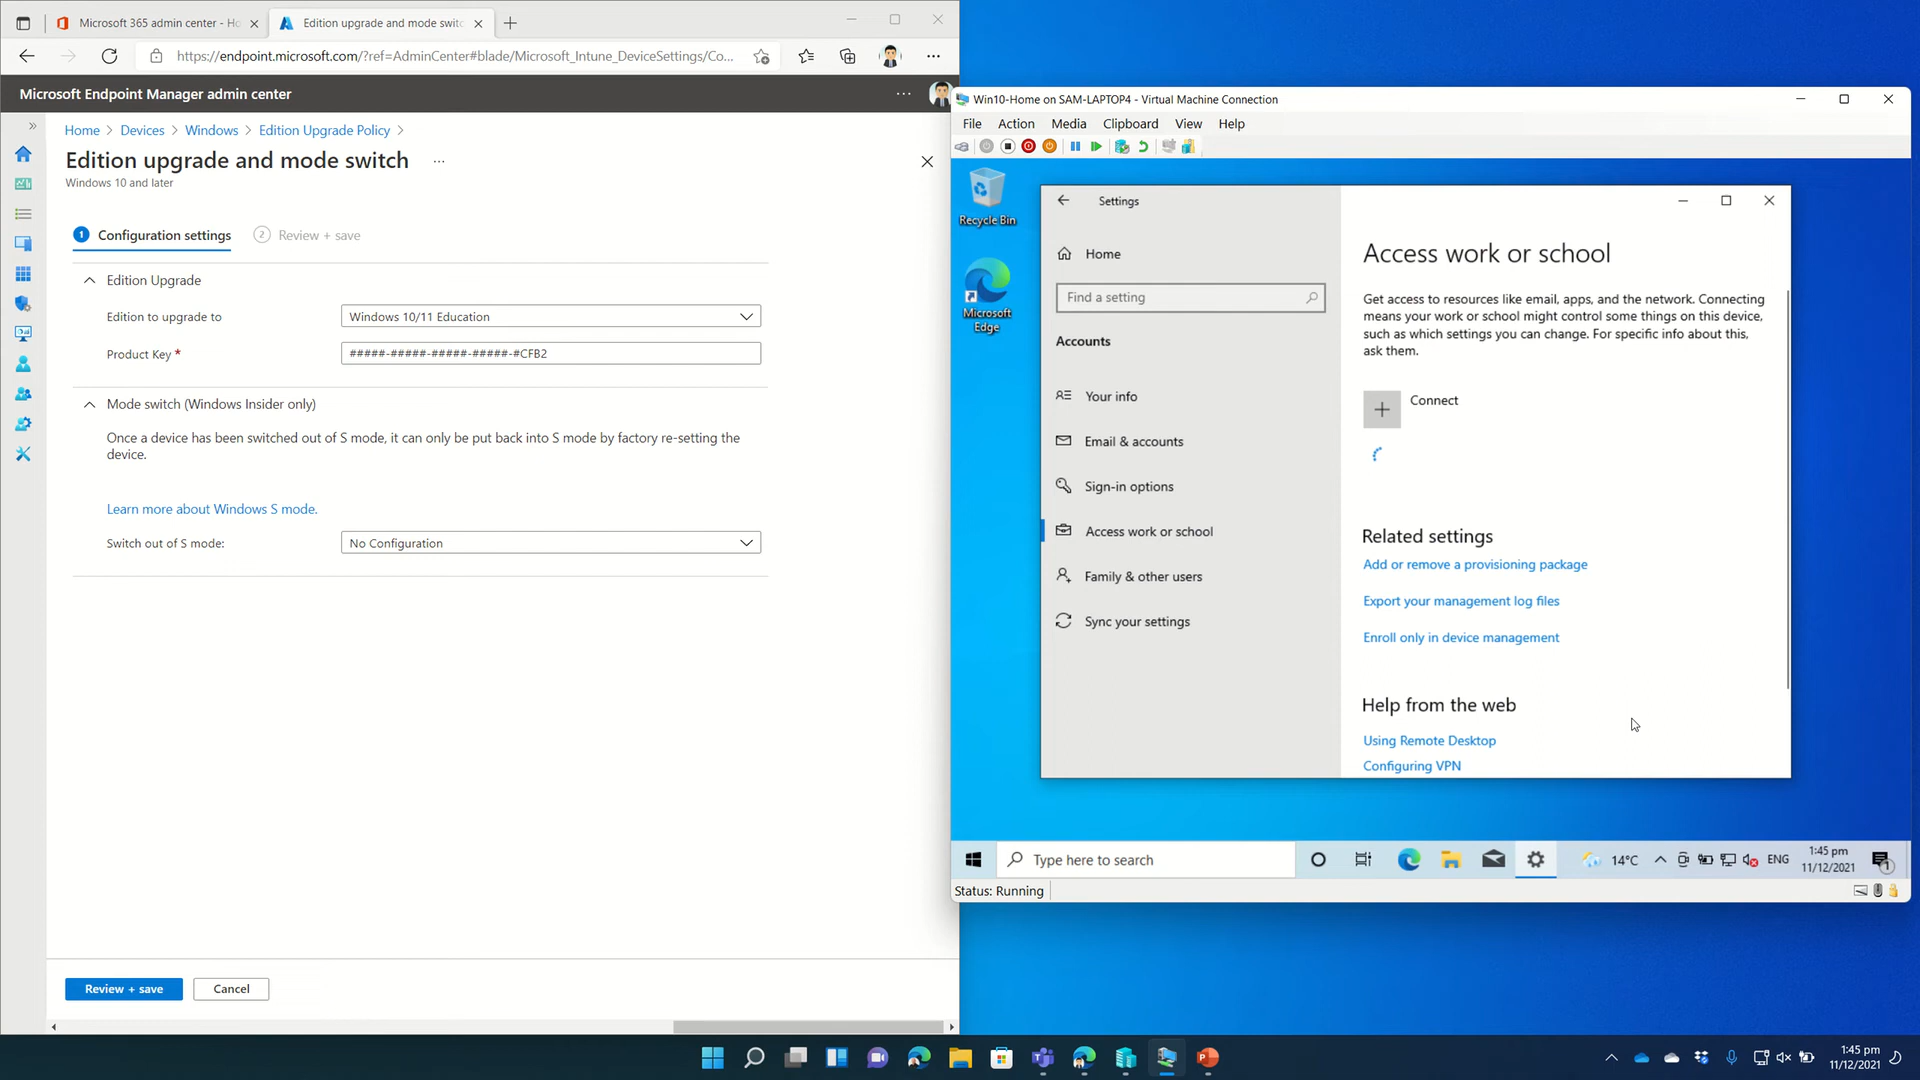 Microsoft 365 admin center - Ho
Edition upgrade and mode switc
https://endpoint.microsoft.com/?ref=AdminCenter#blade/Microsoft_Intune_DeviceSettings/Co...
Microsoft Endpoint Manager admin center
Home > Devices > Windows > Edition Upgrade Policy >
Edition upgrade and mode switch
Windows 10 and later
1 Configuration settings
2 Review + save
Edition Upgrade
Edition to upgrade to
Windows 10/11 Education
Product Key *
#####-#####-#####-#####-#CFB2
Mode switch (Windows Insider only)
Once a device has been switched out of S mode, it can only be put back into S mode by factory re-setting the
device.
Learn more about Windows S mode.
Switch out of S mode:
No Configuration
Review + save
Cancel
Win10-Home on SAM-LAPTOP4 - Virtual Machine Connection
File Action Media Clipboard View Help
Recycle Bin
Microsoft
Edge
Settings
Home
Find a setting
Accounts
Your info
Email & accounts
Sign-in options
Access work or school
Family & other users
Sync your settings
Access work or school
Get access to resources like email, apps, and the network. Connecting
means your work or school might control some things on this device,
such as which settings you can change. For specific info about this,
ask them.
Connect
Related settings
Add or remove a provisioning package
Export your management log files
Enroll only in device management
Help from the web
Using Remote Desktop
Configuring VPN
Type here to search
14°C
ENG
1:45 pm
11/12/2021
1
Status: Running
1:45 pm
11/12/2021